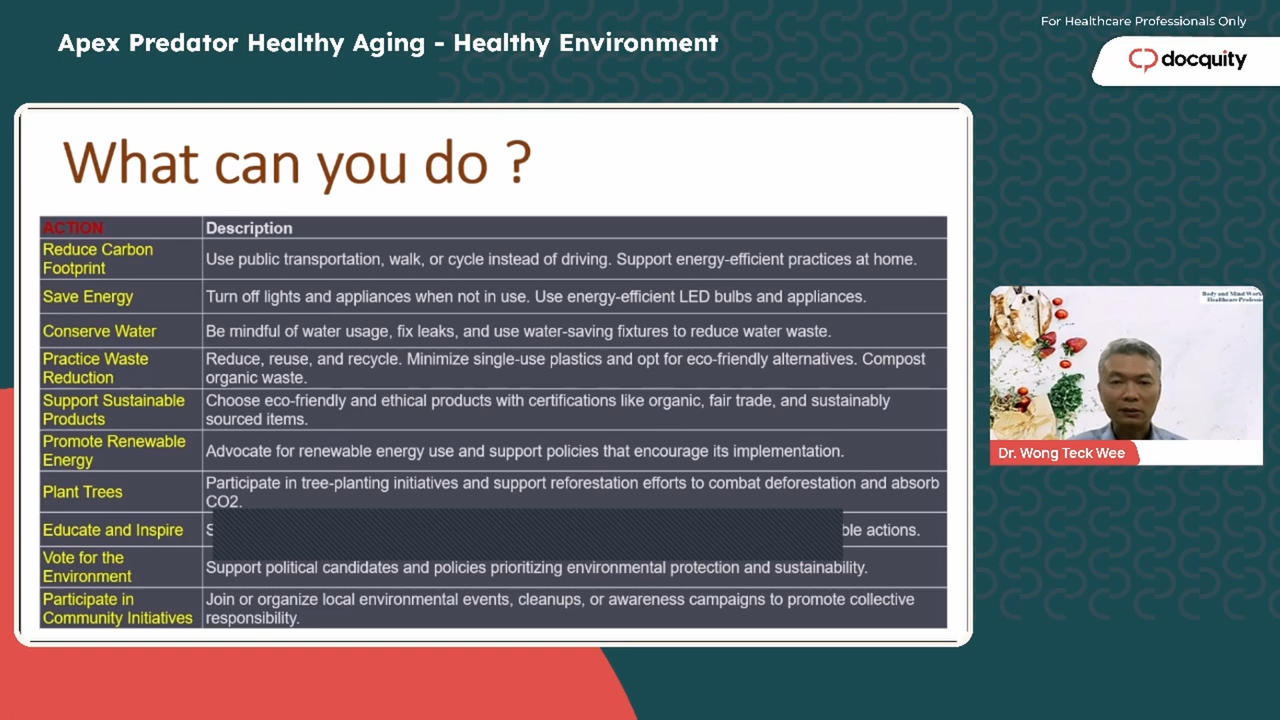 For Healthcare Professionals Only
Apex Predator Healthy Aging - Healthy Environment
docquity
What can you do ?
ACTION
Description
Reduce Carbon
Footprint
Use public transportation, walk, or cycle instead of driving. Support energy-efficient practices at home.
Save Energy
Turn off lights and appliances when not in use. Use energy-efficient LED bulbs and appliances.
Conserve Water
Be mindful of water usage, fix leaks, and use water-saving fixtures to reduce water waste.
Practice Waste
Reduction
Reduce, reuse, and recycle. Minimize single-use plastics and opt for eco-friendly alternatives. Compost
organic waste.
Support Sustainable
Products
Choose eco-friendly and ethical products with certifications like organic, fair trade, and sustainably
sourced items.
Promote Renewable
Energy
Advocate for renewable energy use and support policies that encourage its implementation.
Plant Trees
Participate in tree-planting initiatives and support reforestation efforts to combat deforestation and absorb
CO2.
Educate and Inspire
actions.
Vote for the
Environment
Support political candidates and policies prioritizing environmental protection and sustainability.
Participate in
Community Initiatives
Join or organize local environmental events, cleanups, or awareness campaigns to promote collective
responsibility.
Body and Mind
Healthcare
Dr. Wong Teck Wee